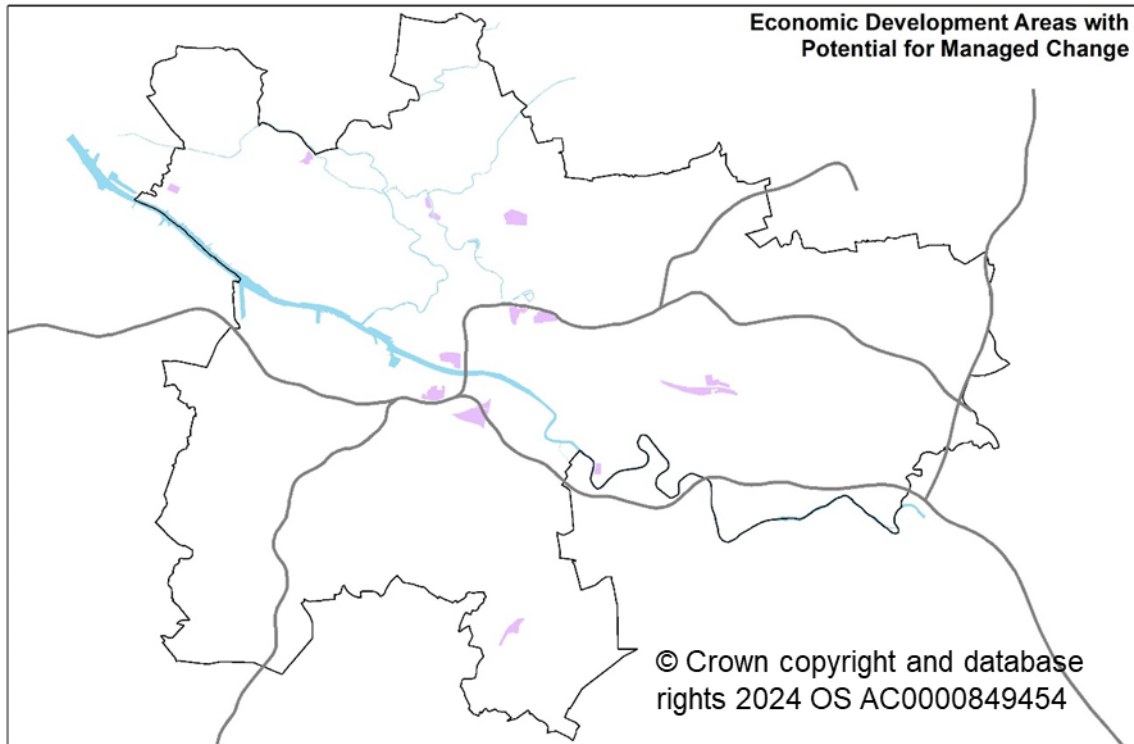 Economic Development Areas with
Potential for Managed Change
© Crown copyright and database
rights 2024 OS AC0000849454